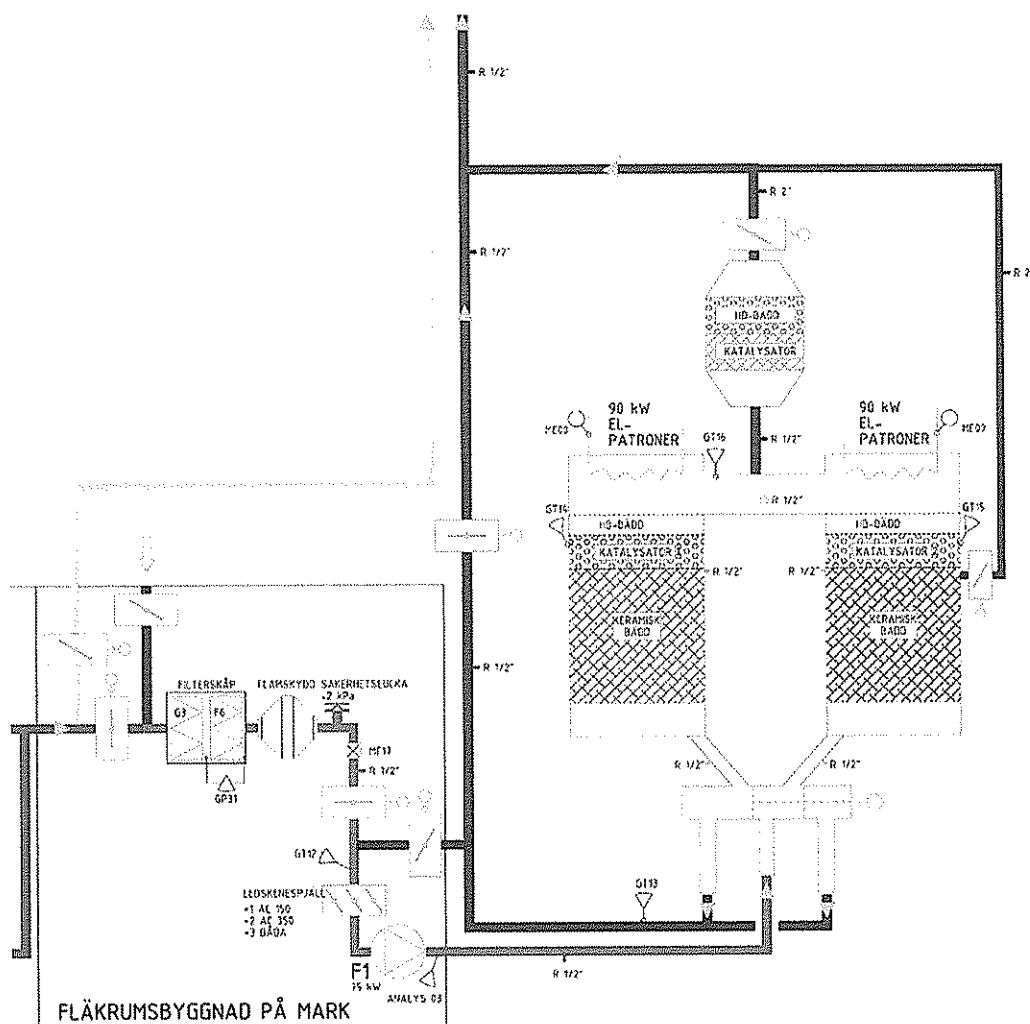 R 1/2"
R 2"
R 1/2"
R 2
HD-BÄDD
KATALYSATOR
90 kW
EL-
PATRONER
90 kW
EL-
PATRONER
GT16
R 1/2"
R 1/2"
GT14
HD-BÄDD
KATALYSATOR
HD-BÄDD
KATALYSATOR
GT15
R 1/2"
R 1/2"
KERAMISK
BÄDD
KERAMISK
BÄDD
R 1/2"
FILTERSKÅP
FLAMSKYDD
SÄKERHETSLUCKA
+2 kPa
G3
F6
GP31
R 1/2"
R 1/2"
R 1/2"
GT12
GT13
LEDSKENESPJÄLL
+1 AC 150
+2 AC 350
+3 BÅDA
F1
75 kW
ANALYS 03
R 1/2"
FLÄKRUMSBYGGNAD PÅ MARK